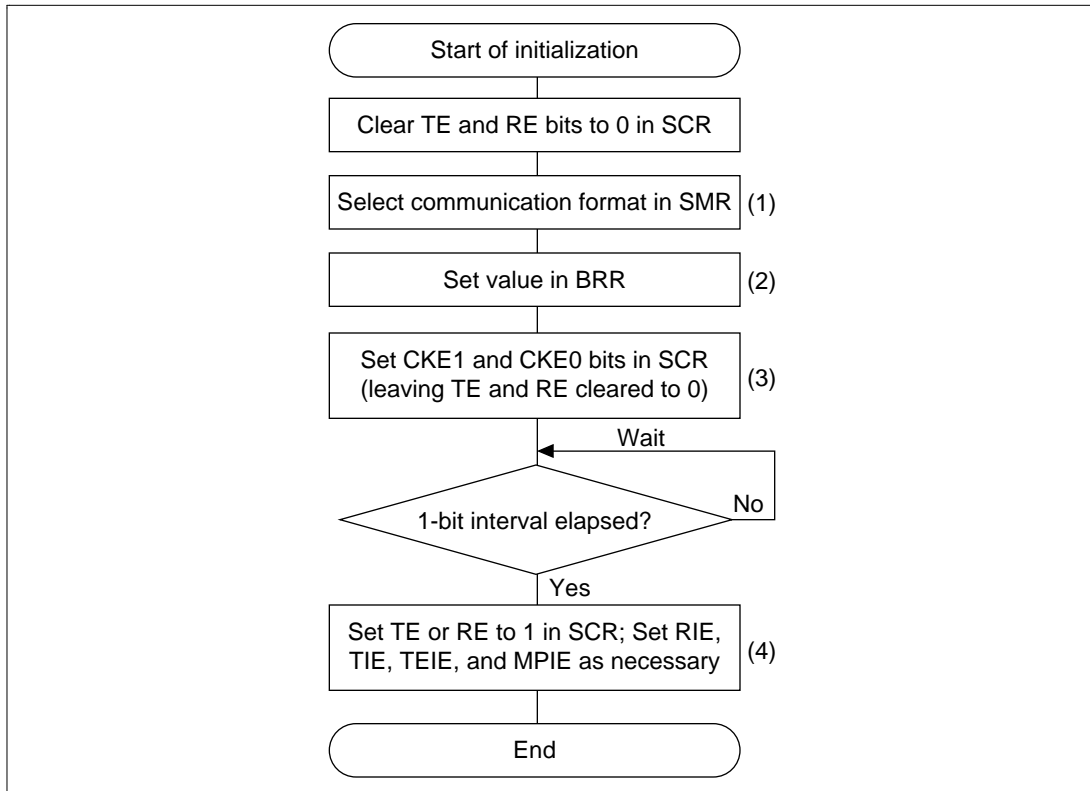 Start of initialization
Clear TE and RE bits to 0 in SCR
Select communication format in SMR
(1)
Set value in BRR
(2)
Set CKE1 and CKE0 bits in SCR
(leaving TE and RE cleared to 0)
(3)
Wait
1-bit interval elapsed?
No
Yes
Set TE or RE to 1 in SCR; Set RIE,
TIE, TEIE, and MPIE as necessary
(4)
End